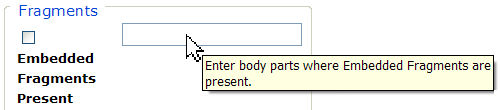 Fragments
Embedded
Fragments
Present
Enter body parts where Embedded Fragments are
present.